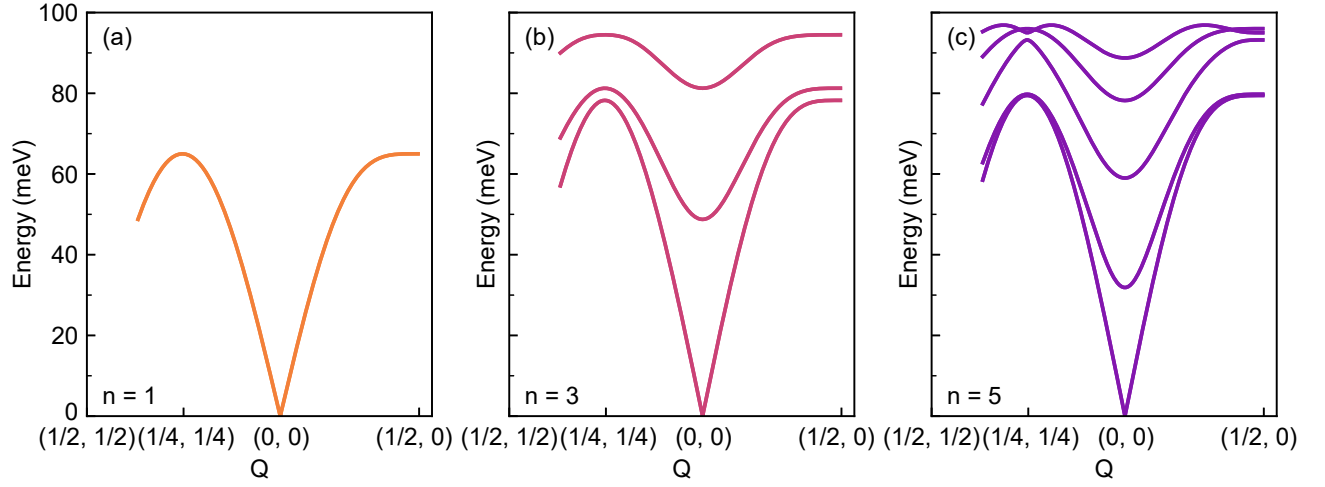 100
80
60
40
20
0
Energy (meV)
(a)
n = 1
(1/2, 1/2)
(1/4, 1/4)
(0, 0)
(1/2, 0)
Q
Energy (meV)
(b)
n = 3
(1/2, 1/2)
(1/4, 1/4)
(0, 0)
(1/2, 0)
Q
Energy (meV)
(c)
n = 5
(1/2, 1/2)
(1/4, 1/4)
(0, 0)
(1/2, 0)
Q